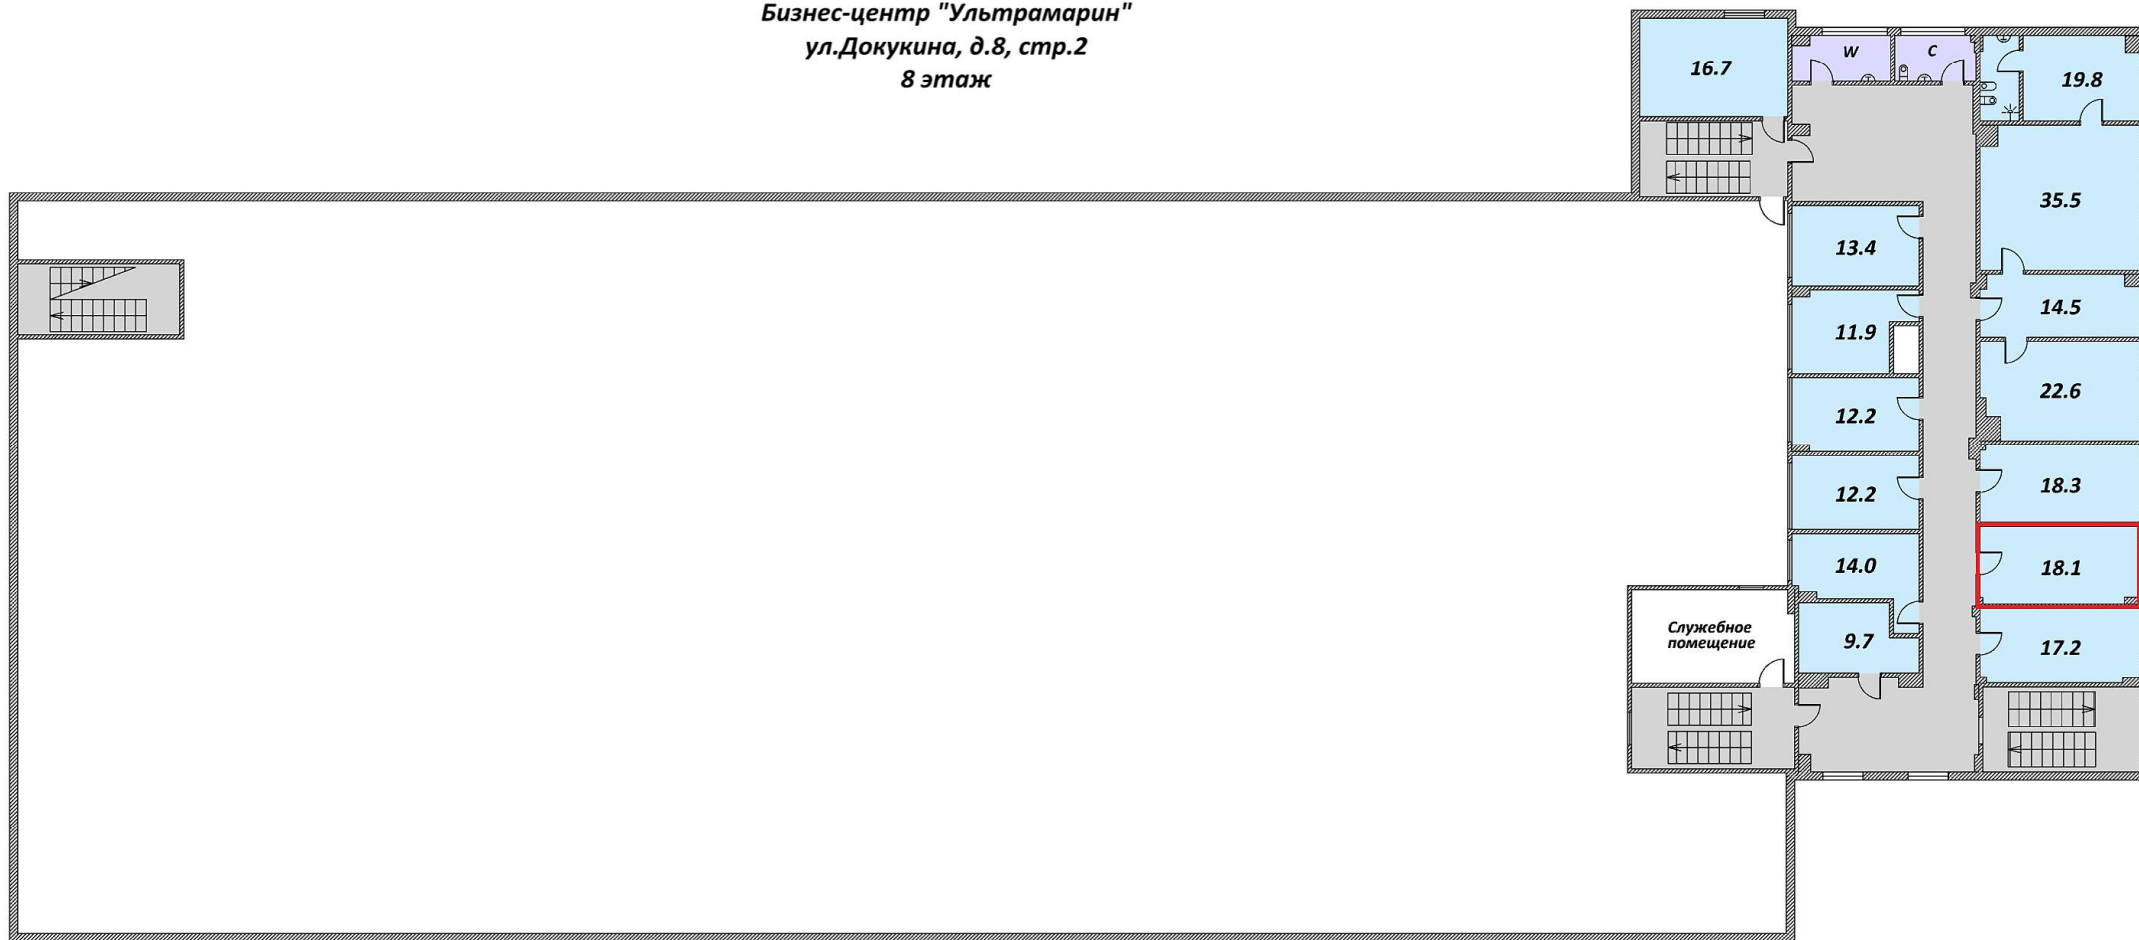 Бизнес-центр "Ультрамарин"
ул.Докукина, д.8, стр.2
8 этаж
16.7
W
C
19.8
35.5
13.4
14.5
11.9
22.6
12.2
18.3
12.2
14.0
18.1
Служебное
помещение
9.7
17.2